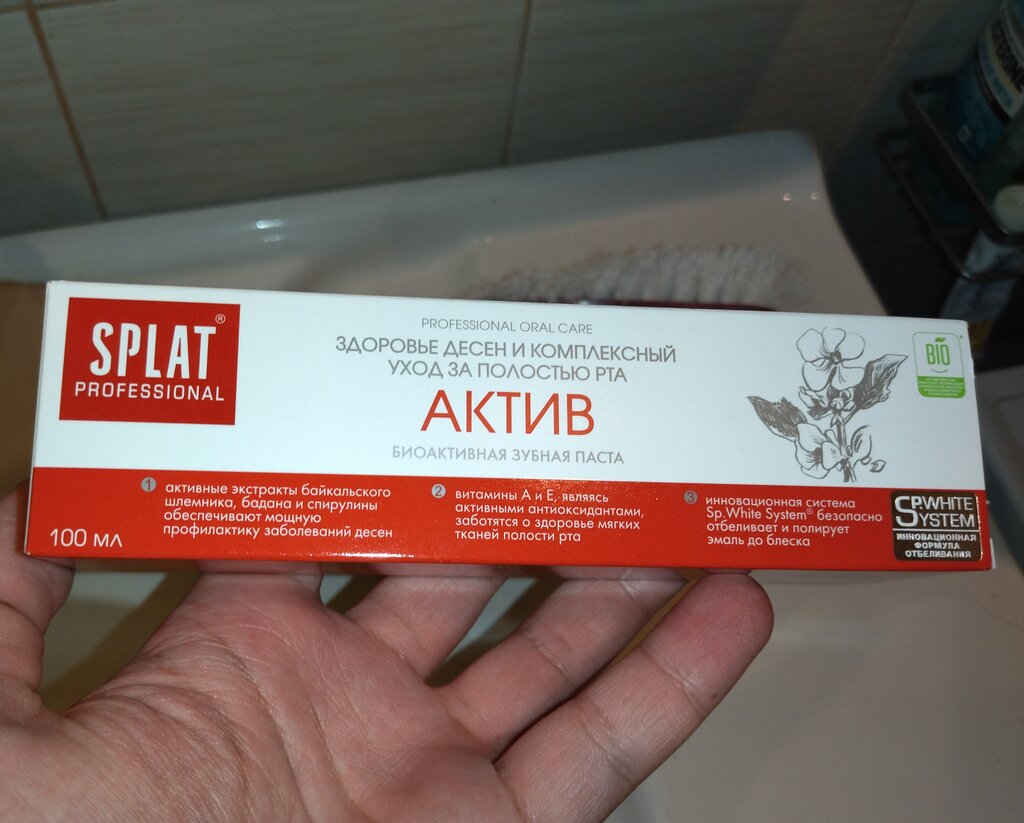 SPLAT®
PROFESSIONAL
PROFESSIONAL ORAL CARE
ЗДОРОВЬЕ ДЕСЕН И КОМПЛЕКСНЫЙ
УХОД ЗА ПОЛОСТЬЮ РТА
АКТИВ
БИОАКТИВНАЯ ЗУБНАЯ ПАСТА
BIO
1 активные экстракты байкальского
шлемника, бадана и спирулины
обеспечивают мощную
профилактику заболеваний десен
2 витамины А и Е, являясь
активными антиоксидантами,
заботятся о здоровье мягких
тканей полости рта
3 инновационная система
Sp.White System® безопасно
отбеливает и полирует
эмаль до блеска
SP.WHITE
SYSTEM
ИННОВАЦИОННАЯ
ФОРМУЛА
ОТБЕЛИВАНИЯ
100 МЛ